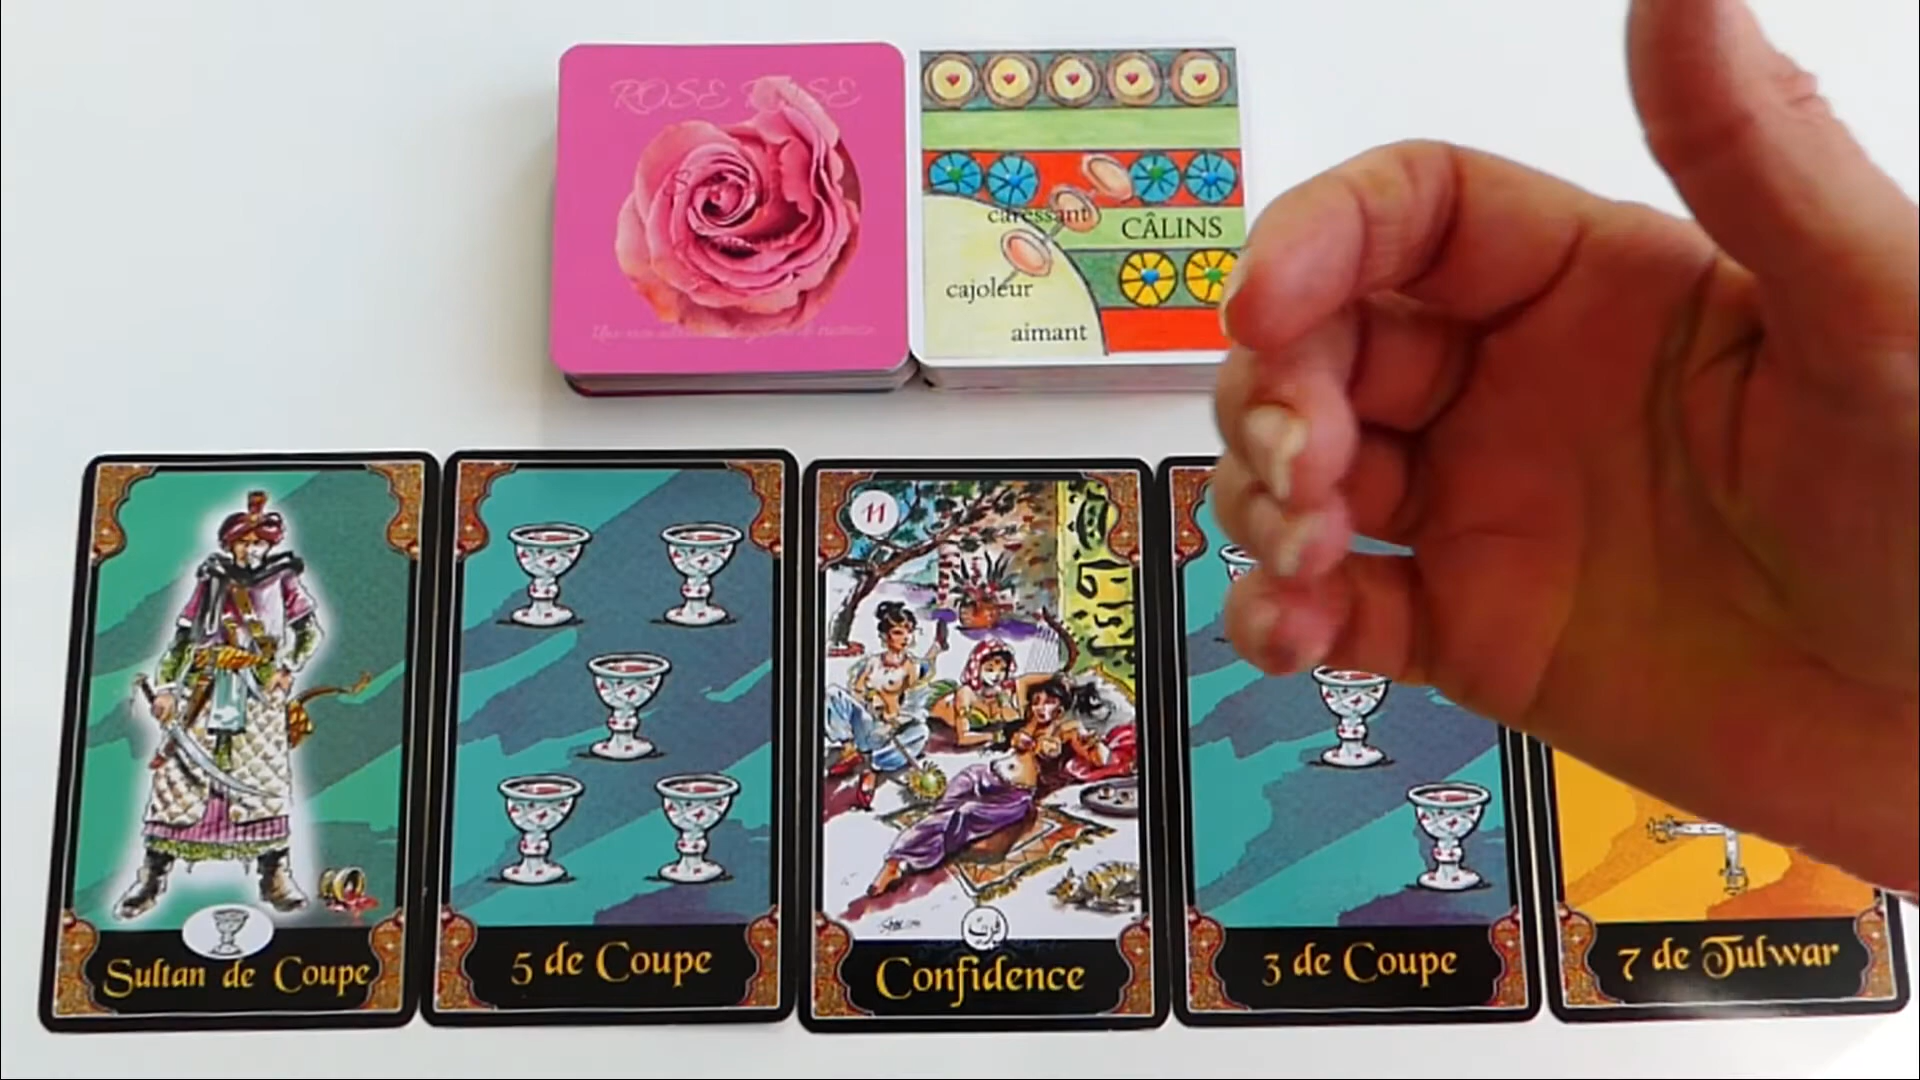 ROSE ROSE
caressant
CÂLINS
cajoleur
aimant
11
Sultan de Coupe
5 de Coupe
Confidence
3 de Coupe
7 de Tulwar